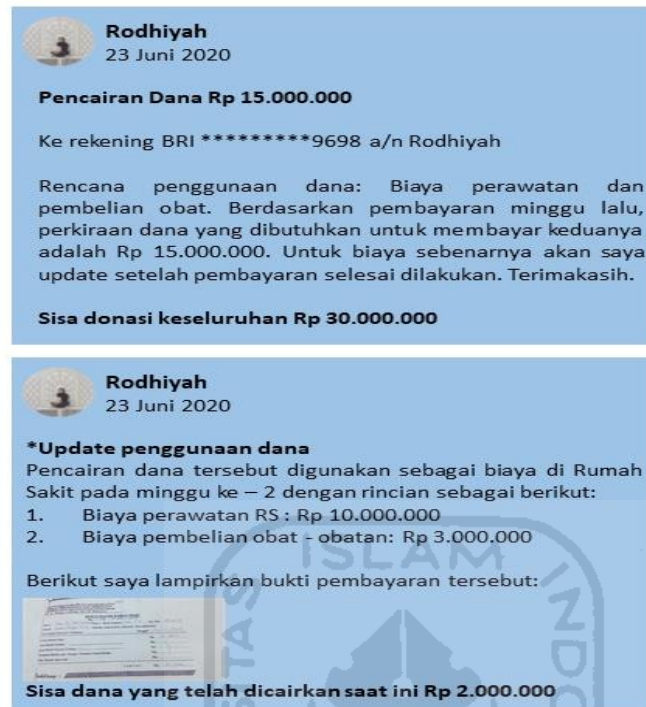 Rodhiyah
23 Juni 2020
Pencairan Dana Rp 15.000.000
Ke rekening BRI *********9698 a/n Rodhiyah
Rencana penggunaan dana: Biaya perawatan dan
pembelian obat. Berdasarkan pembayaran minggu lalu,
perkiraan dana yang dibutuhkan untuk membayar keduanya
adalah Rp 15.000.000. Untuk biaya sebenarnya akan saya
update setelah pembayaran selesai dilakukan. Terimakasih.
Sisa donasi keseluruhan Rp 30.000.000
Rodhiyah
23 Juni 2020
*Update penggunaan dana
Pencairan dana tersebut digunakan sebagai biaya di Rumah
Sakit pada minggu ke – 2 dengan rincian sebagai berikut:
1. Biaya perawatan RS : Rp 10.000.000
2. Biaya pembelian obat - obatan: Rp 3.000.000
ISLAM
Berikut saya lampirkan bukti pembayaran tersebut:
Sisa dana yang telah dicairkan saat ini Rp 2.000.000